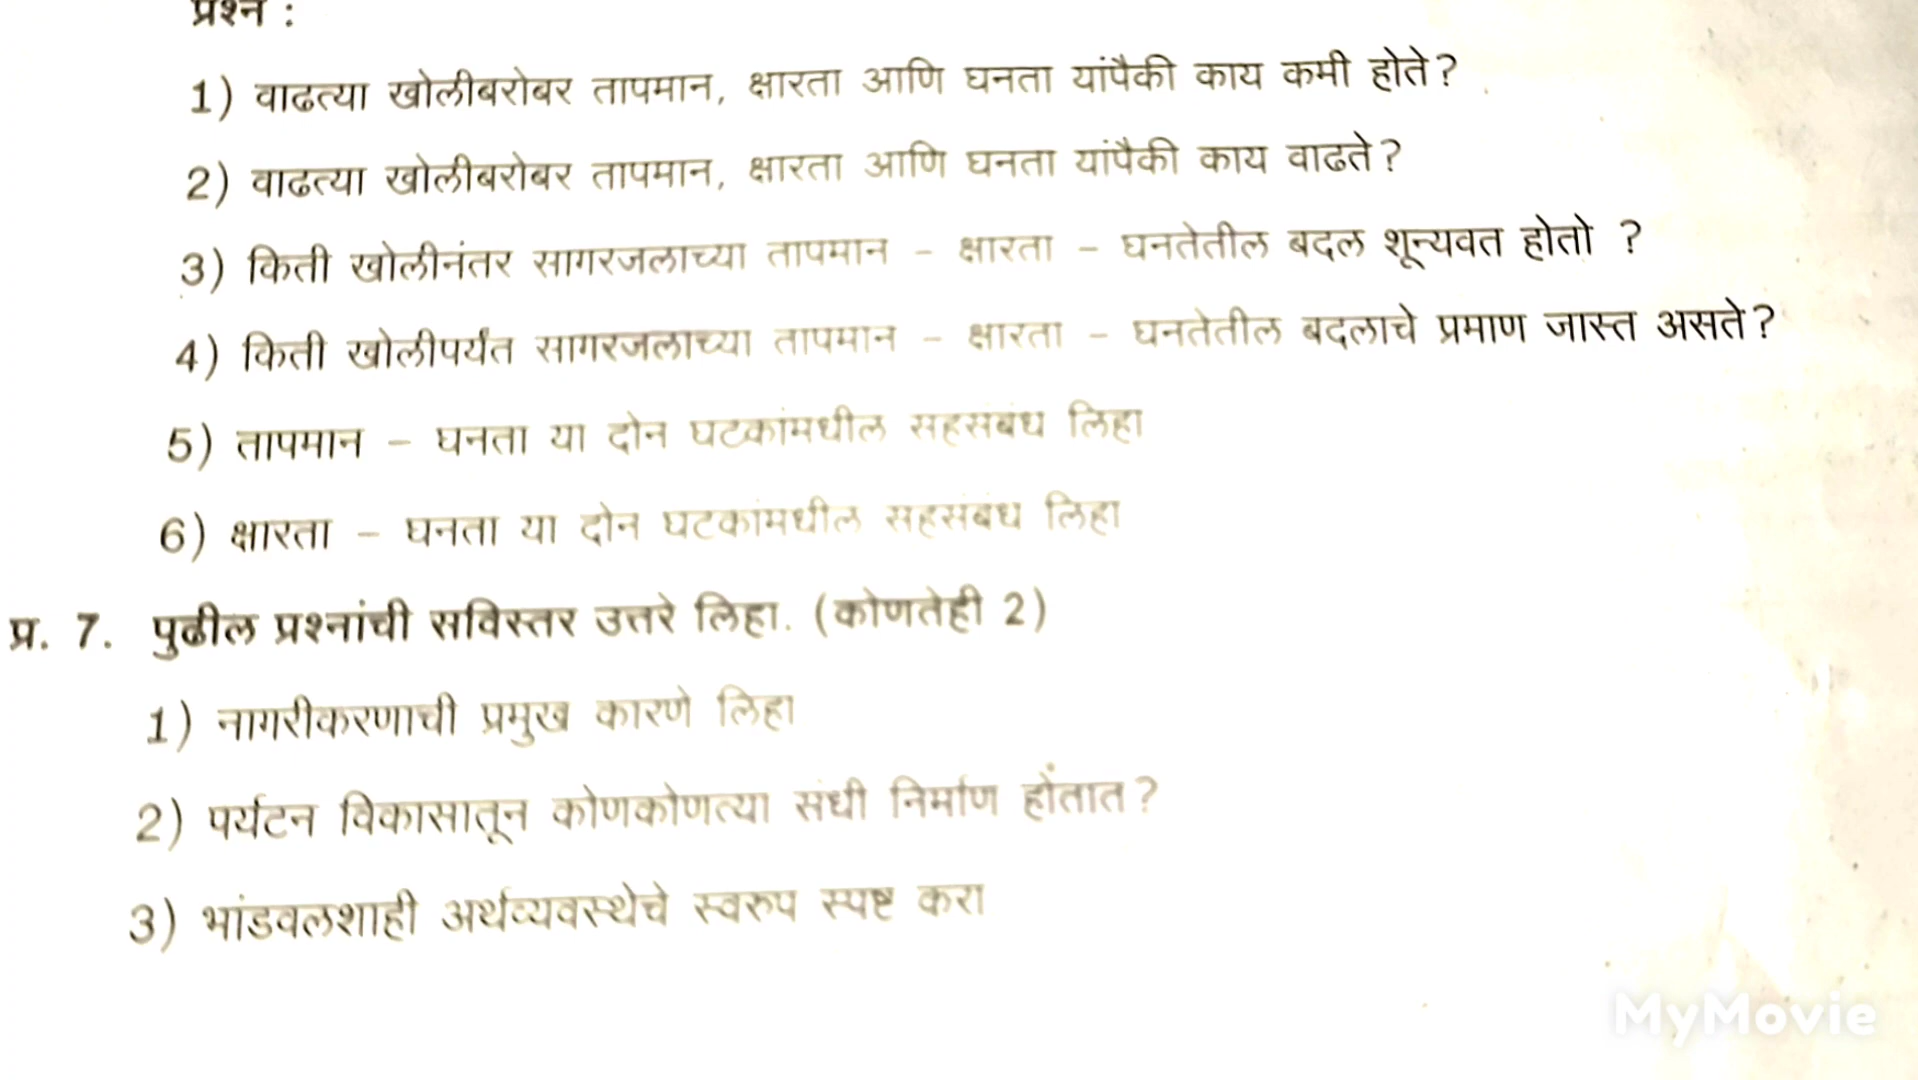 प्रश्न :
1) वाढत्या खोलीबरोबर तापमान, क्षारता आणि घनता यांपैकी काय कमी होते?
2) वाढत्या खोलीबरोबर तापमान, क्षारता आणि घनता यांपैकी काय वाढते?
3) किती खोलीनंतर सागरजलाच्या तापमान – क्षारता – घनतेतील बदल शून्यवत होतो ?
4) किती खोलीपर्यंत सागरजलाच्या तापमान – क्षारता – घनतेतील बदलाचे प्रमाण जास्त असते?
5) तापमान – घनता या दोन घटकांमधील सहसंबंध लिहा
6) क्षारता – घनता या दोन घटकांमधील सहसंबंध लिहा
प्र. 7. पुढील प्रश्नांची सविस्तर उत्तरे लिहा. (कोणतेही 2)
1) नागरीकरणाची प्रमुख कारणे लिहा
2) पर्यटन विकासातून कोणकोणत्या संधी निर्माण होतात?
3) भांडवलशाही अर्थव्यवस्थेचे स्वरुप स्पष्ट करा
MyMovie